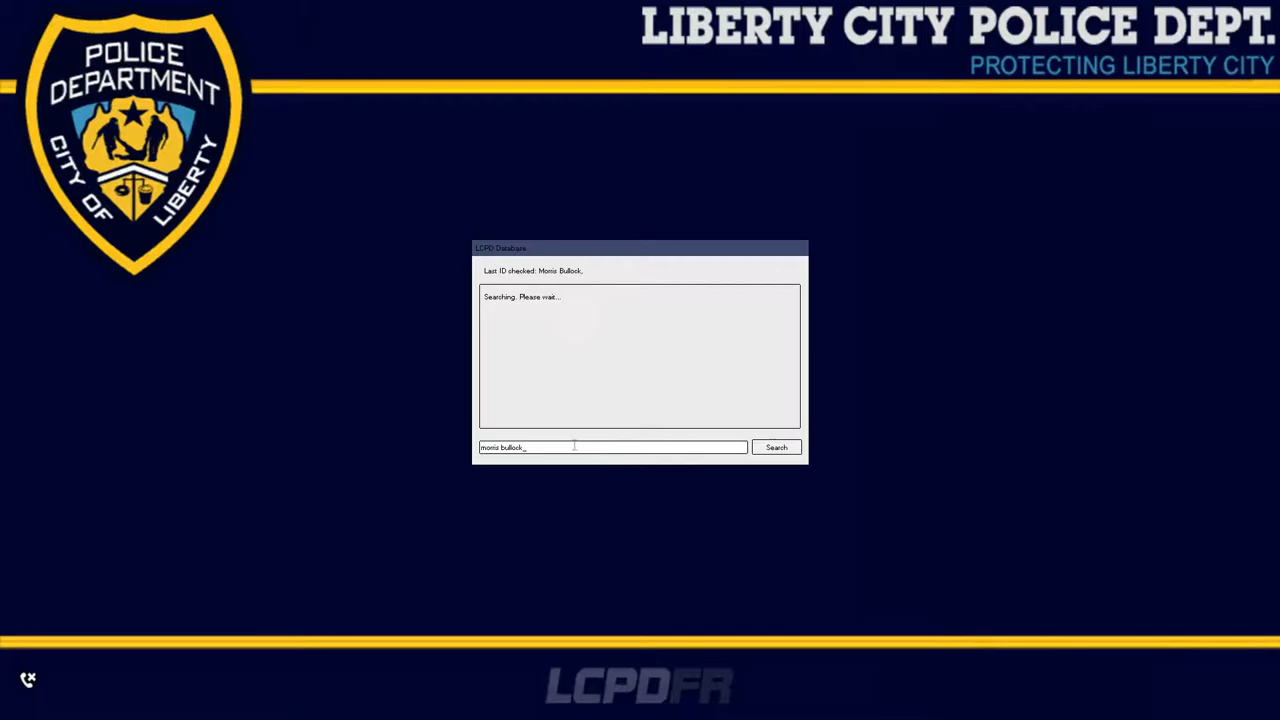 LIBERTY CITY POLICE DEPT.
PROTECTING LIBERTY CITY
POLICE
DEPARTMENT
CITY OF
LIBERTY
LCPD Database
Last ID checked: Morris Bullock,
Searching. Please wait...
morris bullock_
Search
LCPDFR